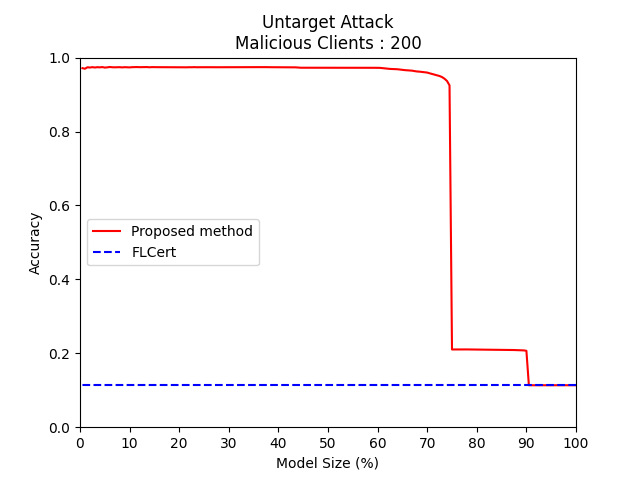 Untarget Attack
Malicious Clients : 200
1.0
0.8
0.6
0.4
0.2
0.0
Accuracy
Proposed method
FLCert
0 10 20 30 40 50 60 70 80 90 100
Model Size (%)